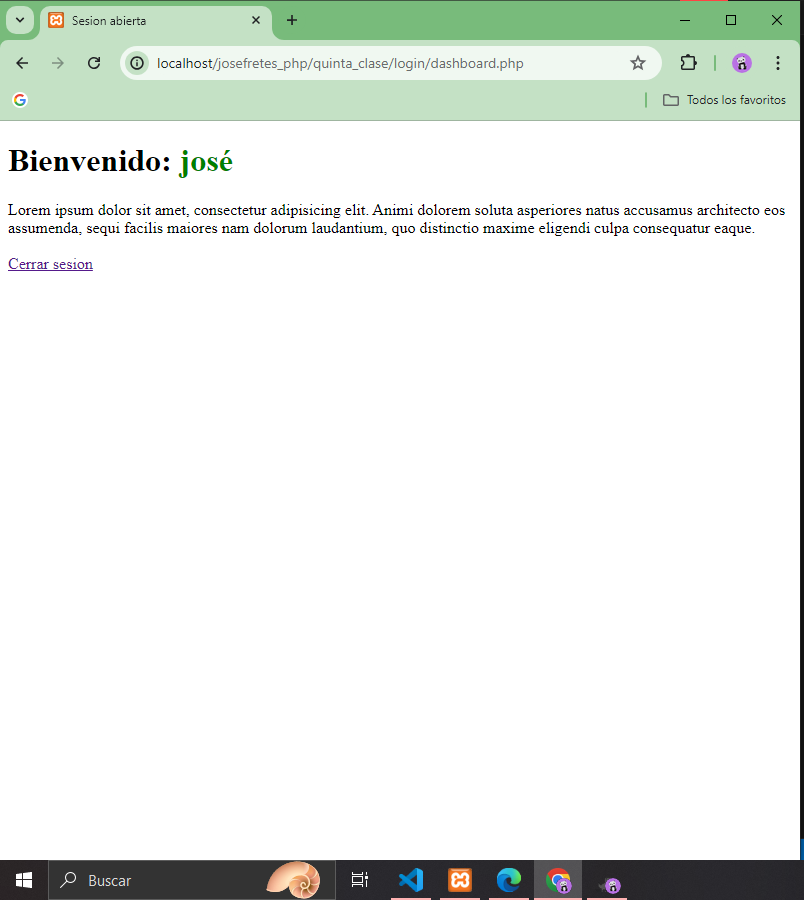 Sesion abierta
localhost/josefretes_php/quinta_clase/login/dashboard.php
Todos los favoritos
Bienvenido: josé
Lorem ipsum dolor sit amet, consectetur adipisicing elit. Animi dolorem soluta asperiores natus accusamus architecto eos
assumenda, sequi facilis maiores nam dolorum laudantium, quo distinctio maxime eligendi culpa consequatur eaque.
Cerrar sesion
Buscar